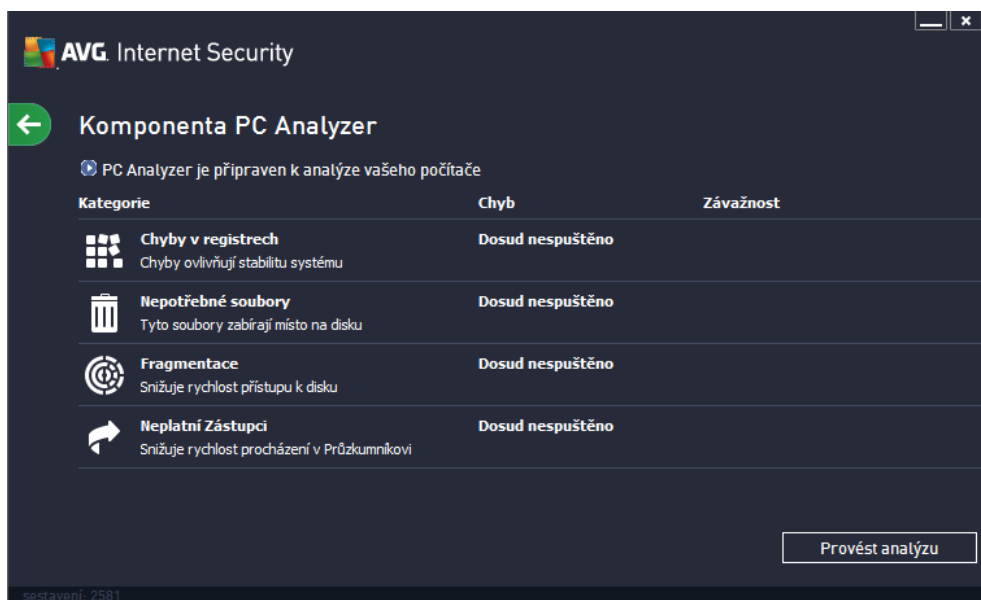 AVG. Internet Security
Komponenta PC Analyzer
PC Analyzer je připraven k analýze vašeho počítače
Kategorie Chyb Závažnost
Chyby v registrech Dosud nespuštěno
Chyby ovlivňují stabilitu systému
Nepotřebné soubory Dosud nespuštěno
Tyto soubory zabírají místo na disku
Fragmentace Dosud nespuštěno
Snižuje rychlost přístupu k disku
Neplatní Zástupci Dosud nespuštěno
Snižuje rychlost procházení v Průzkumníkovi
Provést analýzu
sestavení: 2581